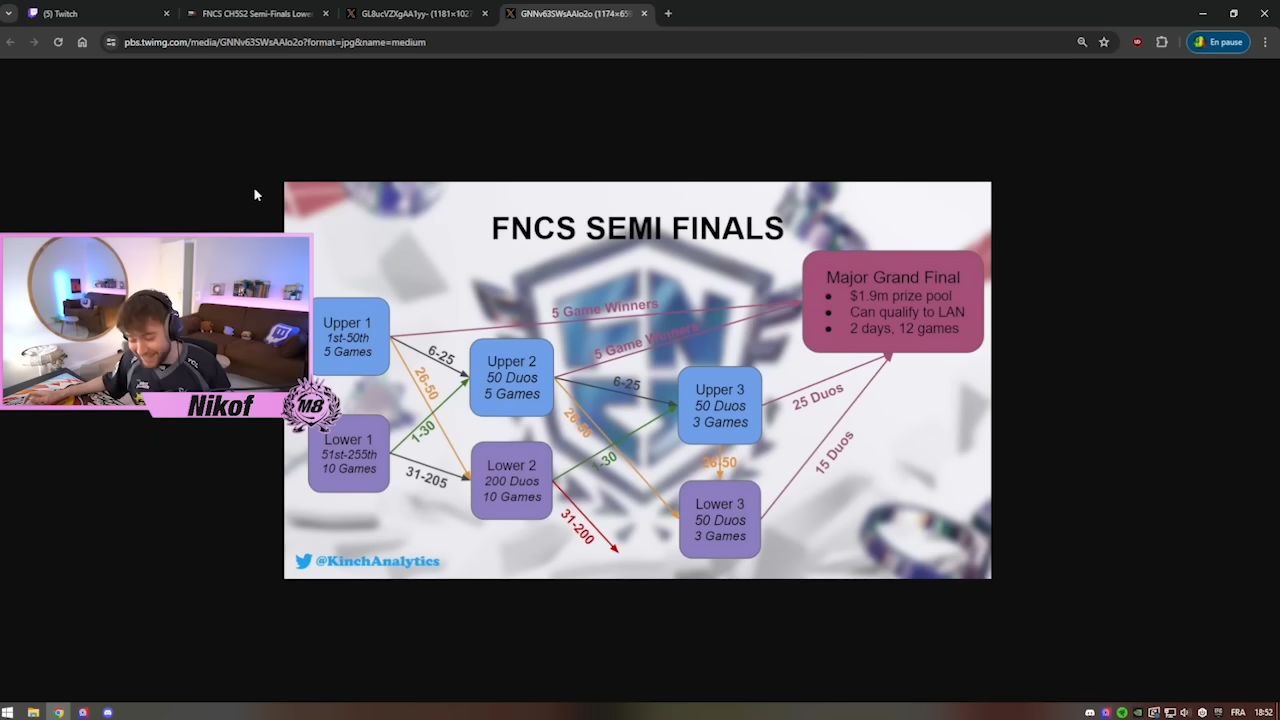 (5) Twitch
FNCS CH5S2 Semi-Finals Lower
GL8ucVZXgAA1yy- (1181×1027
GNNv63SWsAAlo2o (1174×659
pbs.twimg.com/media/GNNv63SWsAAlo2o?format=jpg&name=medium
En pause
FNCS SEMI FINALS
Major Grand Final
• $1.9m prize pool
• Can qualify to LAN
• 2 days, 12 games
5 Game Winners
5 Game Winners
Upper 1
1st-50th
5 Games
6-25
26-50
Upper 2
50 Duos
5 Games
6-25
26-50
Upper 3
50 Duos
3 Games
25 Duos
Nikof
M8
Lower 1
51st-255th
10 Games
1-30
31-205
Lower 2
200 Duos
10 Games
1-30
31-200
26-50
Lower 3
50 Duos
3 Games
15 Duos
@KinchAnalytics
FRA
18:52